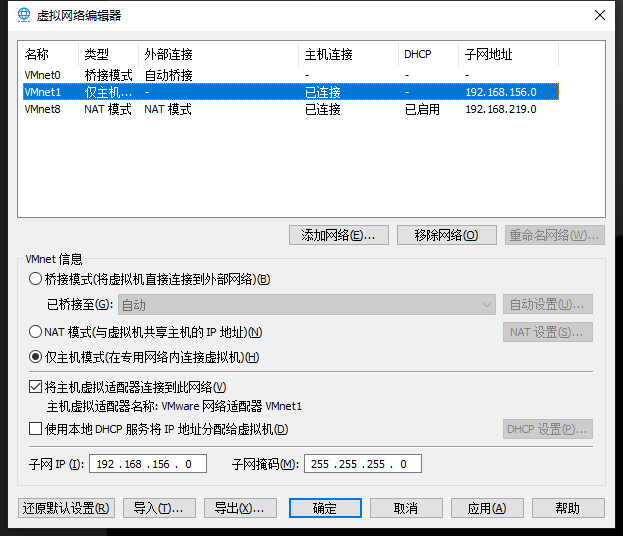 虚拟网络编辑器
名称 类型 外部连接 主机连接 DHCP 子网地址
VMnet0 桥接模式 自动桥接 - - -
VMnet1 仅主机... - 已连接 - 192.168.156.0
VMnet8 NAT 模式 NAT 模式 已连接 已启用 192.168.219.0
添加网络(E)... 移除网络(O) 重命名网络(W)...
VMnet 信息
桥接模式(将虚拟机直接连接到外部网络)(B)
已桥接至(G): 自动 自动设置(U)...
NAT 模式(与虚拟机共享主机的 IP 地址)(N) NAT 设置(S)...
仅主机模式(在专用网络内连接虚拟机)(H)
将主机虚拟适配器连接到此网络(V)
主机虚拟适配器名称: VMware 网络适配器 VMnet1
使用本地 DHCP 服务将 IP 地址分配给虚拟机(D) DHCP 设置(P)...
子网 IP (I): 192 . 168 . 156 . 0 子网掩码(M): 255 . 255 . 255 . 0
还原默认设置(R) 导入(T)... 导出(X)... 确定 取消 应用(A) 帮助